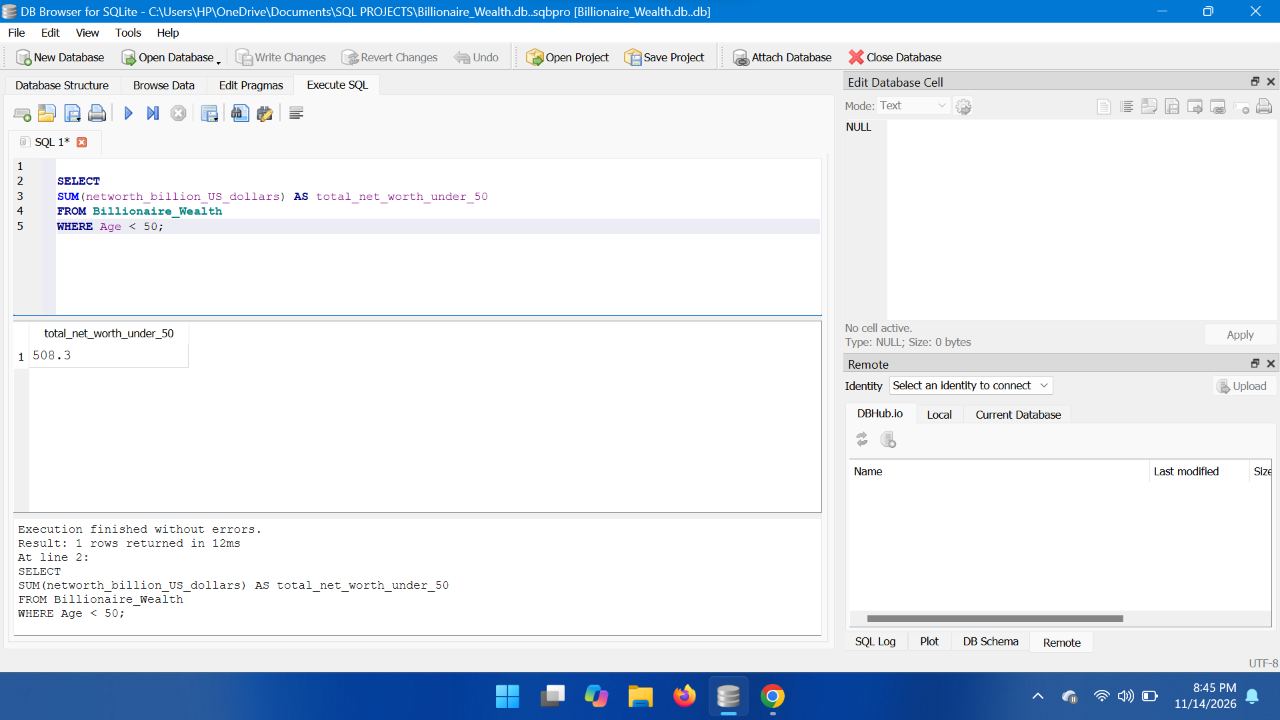 DB Browser for SQLite - C:\Users\HP\OneDrive\Documents\SQL PROJECTS\Billionaire_Wealth.db..sqbpro [Billionaire_Wealth.db..db]
File Edit View Tools Help
New Database Open Database Write Changes Revert Changes Undo Open Project Save Project Attach Database Close Database
Database Structure Browse Data Edit Pragmas Execute SQL
SQL 1*
1
2 SELECT
3 SUM(networth_billion_US_dollars) AS total_net_worth_under_50
4 FROM Billionaire_Wealth
5 WHERE Age < 50;
total_net_worth_under_50
1 508.3
Execution finished without errors.
Result: 1 rows returned in 12ms
At line 2:
SELECT
SUM(networth_billion_US_dollars) AS total_net_worth_under_50
FROM Billionaire_Wealth
WHERE Age < 50;
Edit Database Cell
Mode: Text
NULL
No cell active.
Type: NULL; Size: 0 bytes
Apply
Remote
Identity Select an identity to connect Upload
DBHub.io Local Current Database
Name Last modified Size
SQL Log Plot DB Schema Remote
UTF-8
8:45 PM
11/14/2026